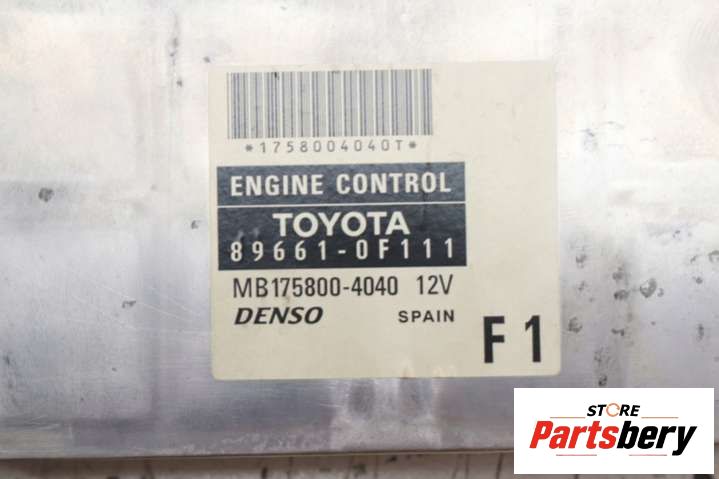 *1758004040T*
ENGINE CONTROL
TOYOTA
89661-0F111
MB175800-4040 12V
DENSO SPAIN F1
STORE
Partsbery